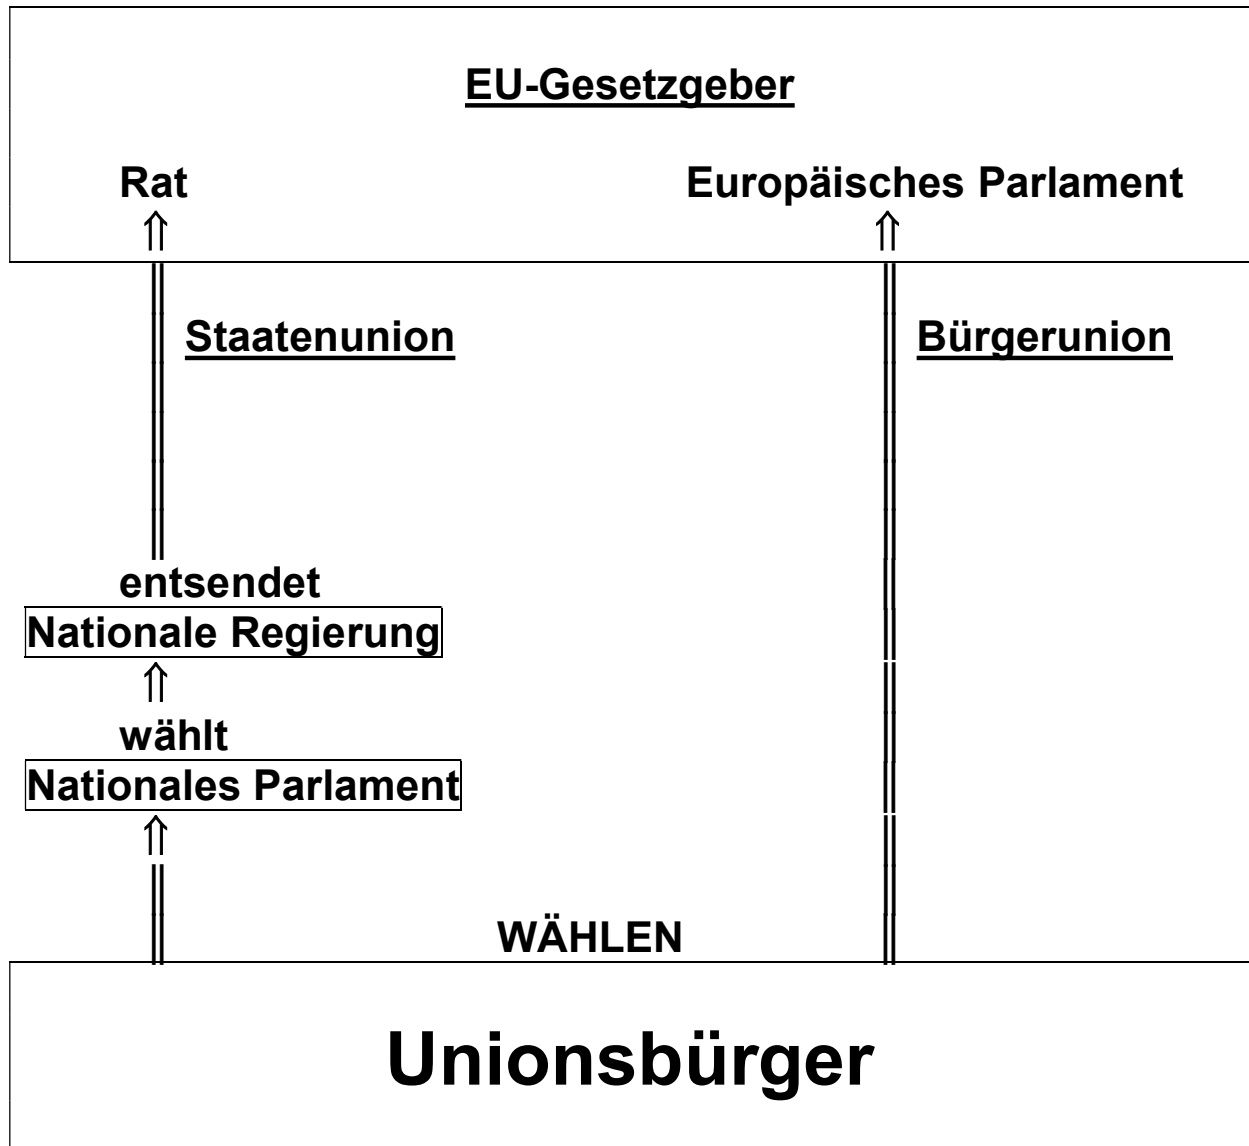 EU-Gesetzgeber
Rat Europäisches Parlament
⇑ ⇑
Staatenunion Bürgerunion
entsendet
Nationale Regierung
⇑
wählt
Nationales Parlament
⇑
WÄHLEN
Unionsbürger